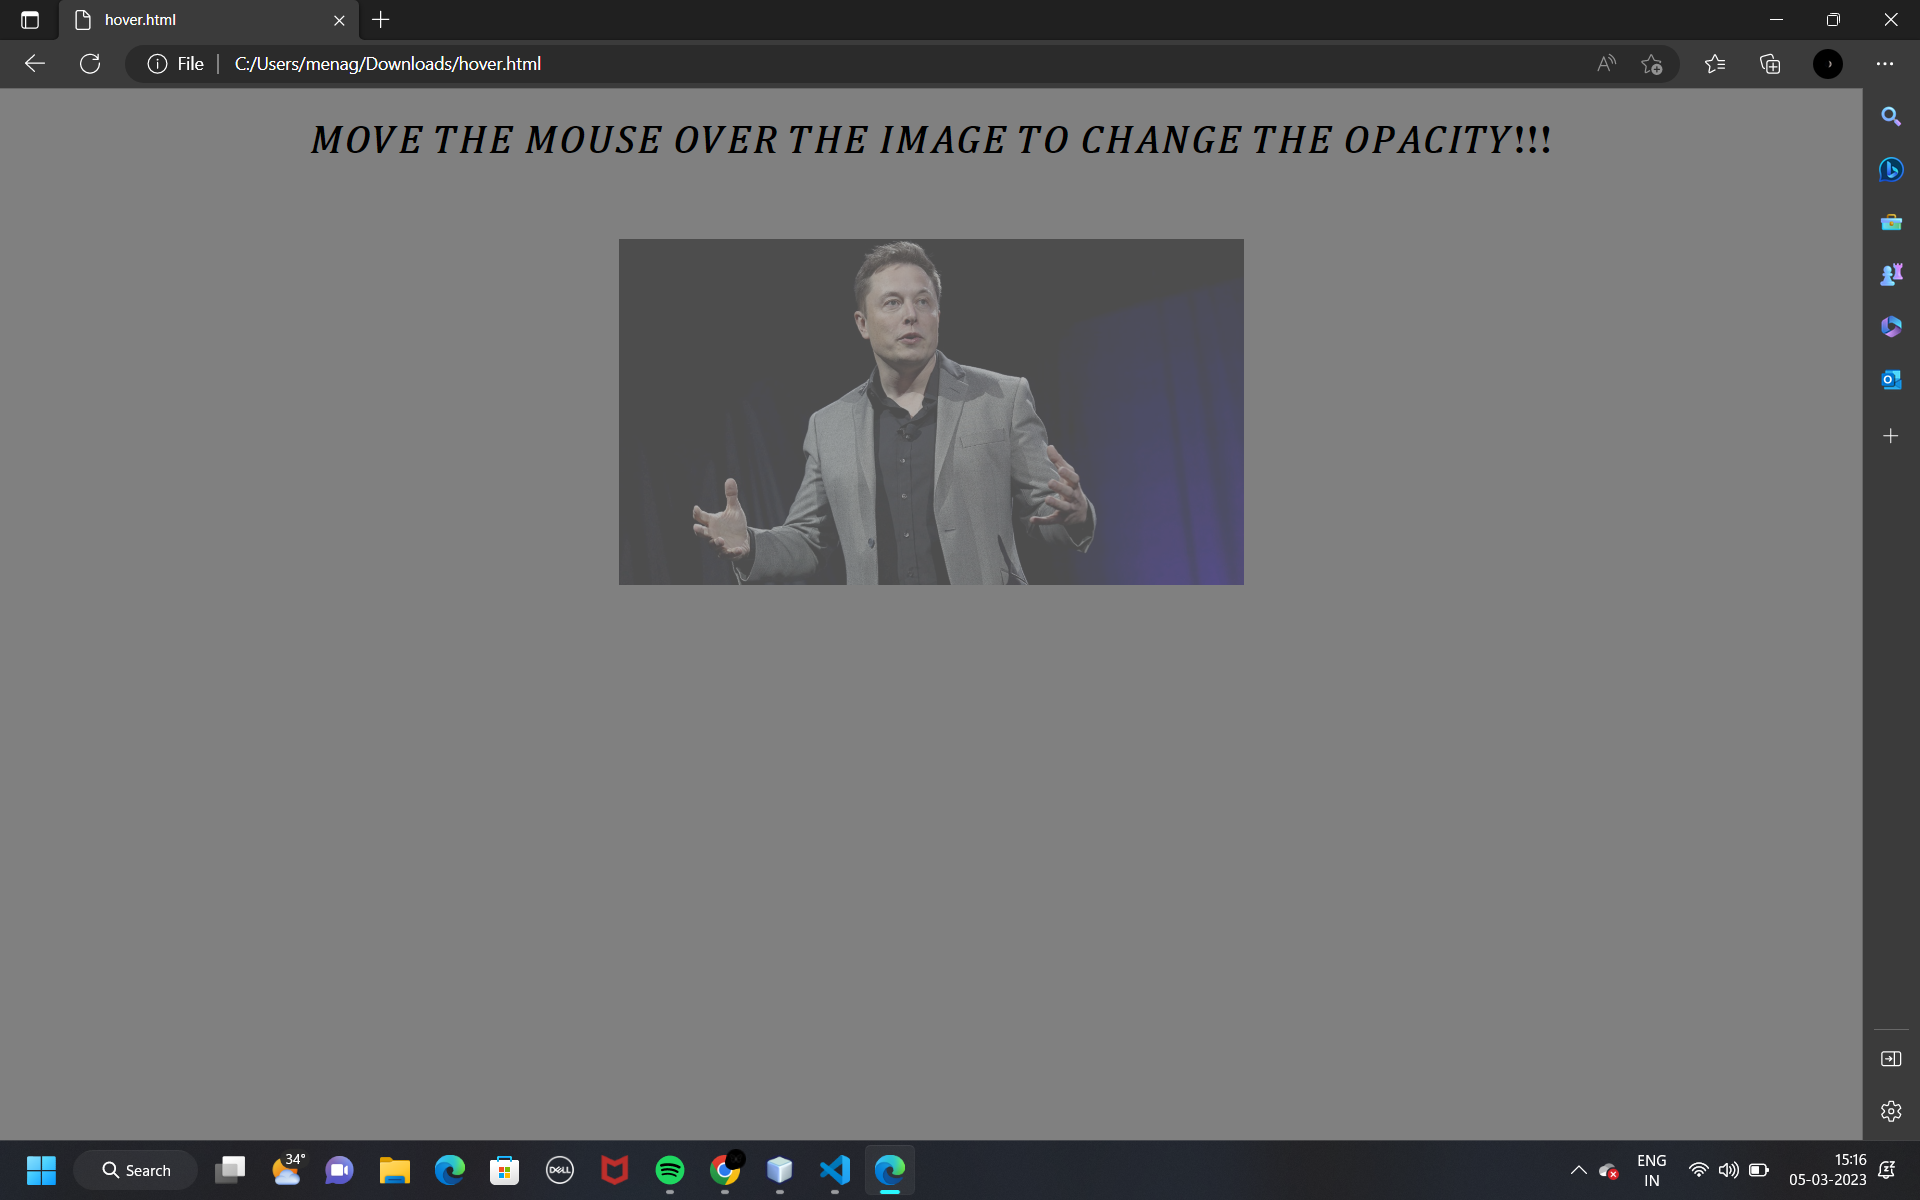 hover.html
File
C:/Users/menag/Downloads/hover.html
MOVE THE MOUSE OVER THE IMAGE TO CHANGE THE OPACITY!!!
Search
34°
DELL
ENG
IN
15:16
05-03-2023